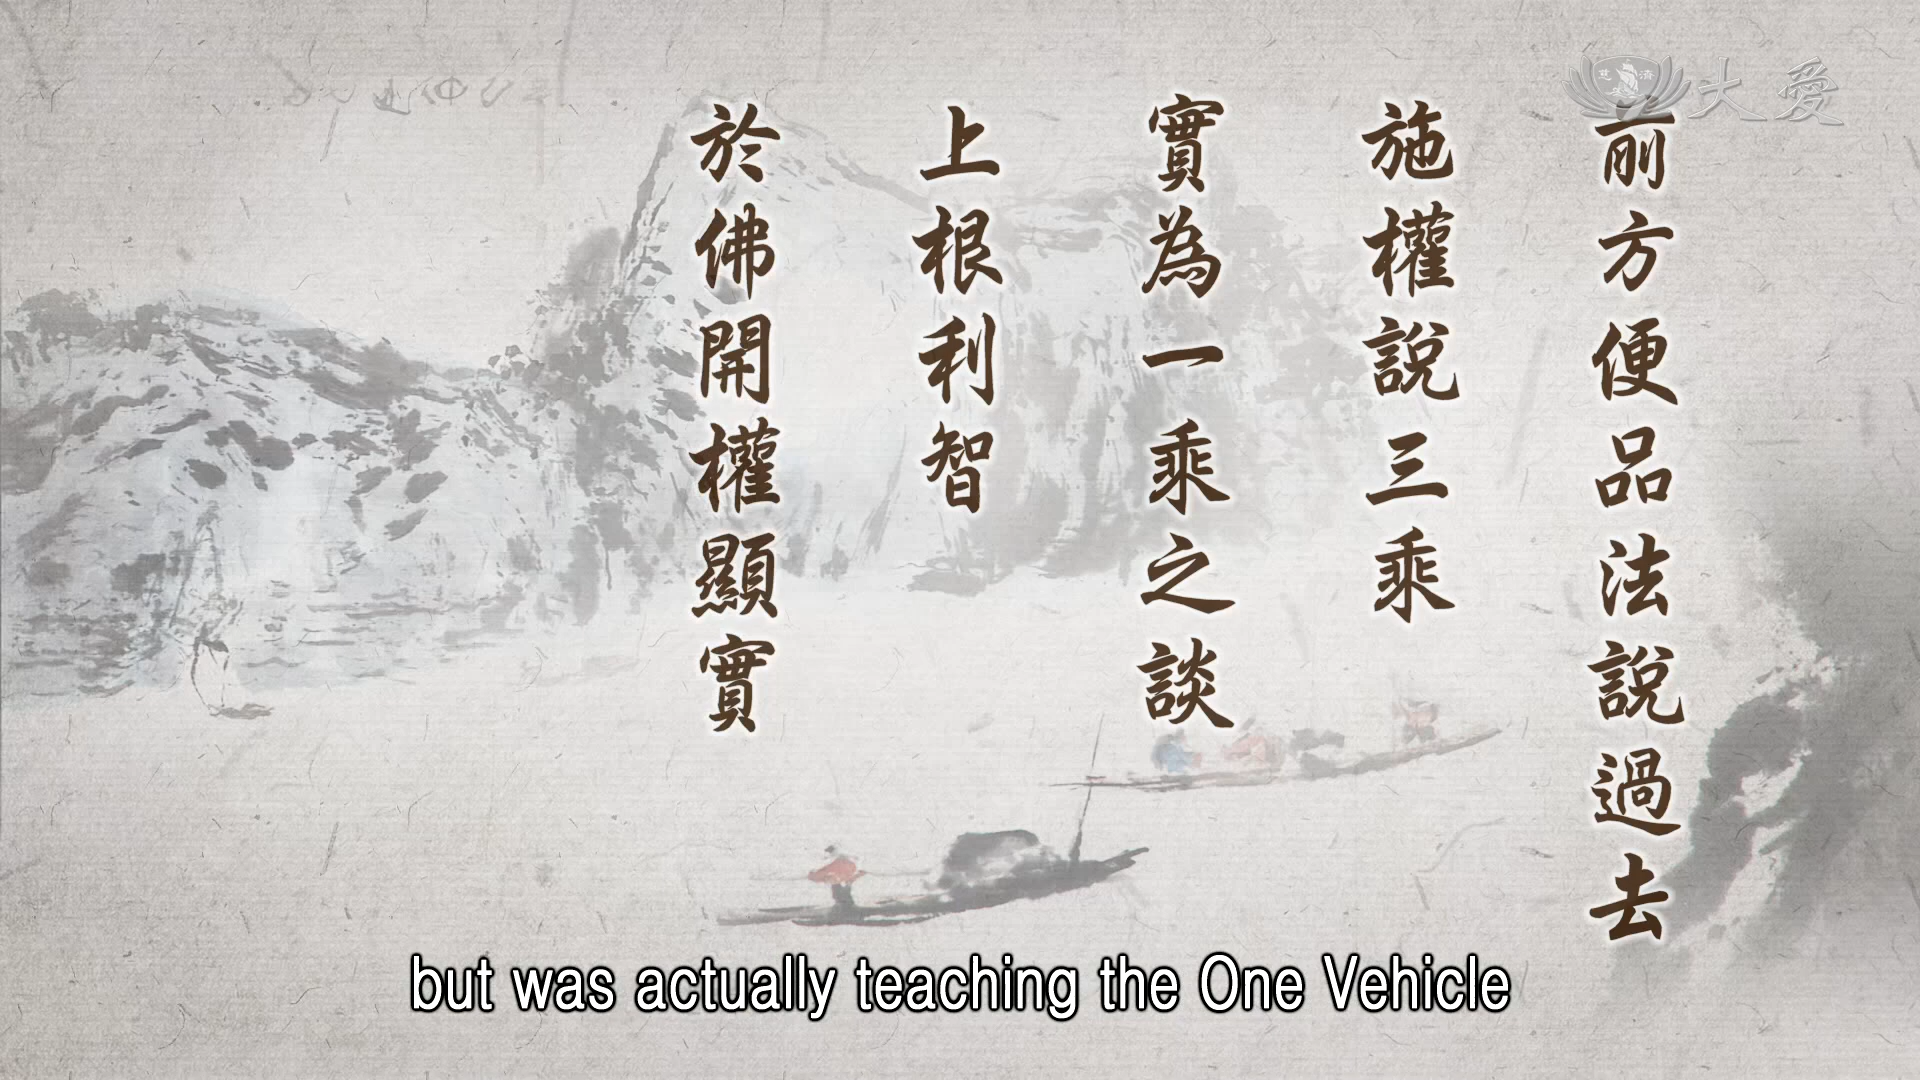 大愛
前方便品法說過去
施權說三乘
實為一乘之談
上根利智
於佛開權顯實
but was actually teaching the One Vehicle